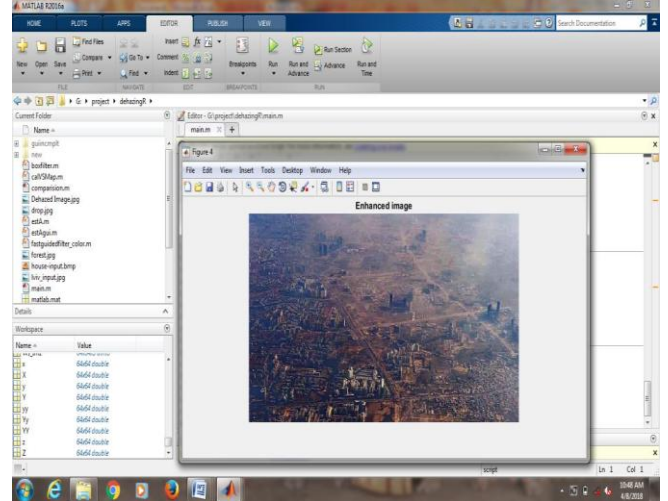 MATLAB R2016a
HOME PLOTS APPS EDITOR PUBLISH VIEW Search Documentation
New Open Save Find Files Compare Print Go To Find Insert Comment Indent fx Breakpoints Run Run and Advance Run Section Advance Run and Time
FILE NAVIGATE EDIT BREAKPOINTS RUN
G: project dehazingR
Current Folder
Name
guincmplt
new
boxfilter.m
calVSMap.m
comparision.m
Dehazed Image.jpg
drop.jpg
estA.m
estAgui.m
fastguidedfilter_color.m
forest.jpg
house-input.bmp
lviv_input.jpg
main.m
matlab.mat
Details
Workspace
Name Value
x 64x64 double
X 64x64 double
y 64x64 double
Y 64x64 double
yy 64x64 double
Yy 64x64 double
YY 64x64 double
z 64x64 double
Z 64x64 double
Editor - G:\project\dehazingR\main.m
main.m
Figure 4
File Edit View Insert Tools Desktop Window Help
Enhanced image
script Ln 1 Col 1
10:48 AM
4/8/2018